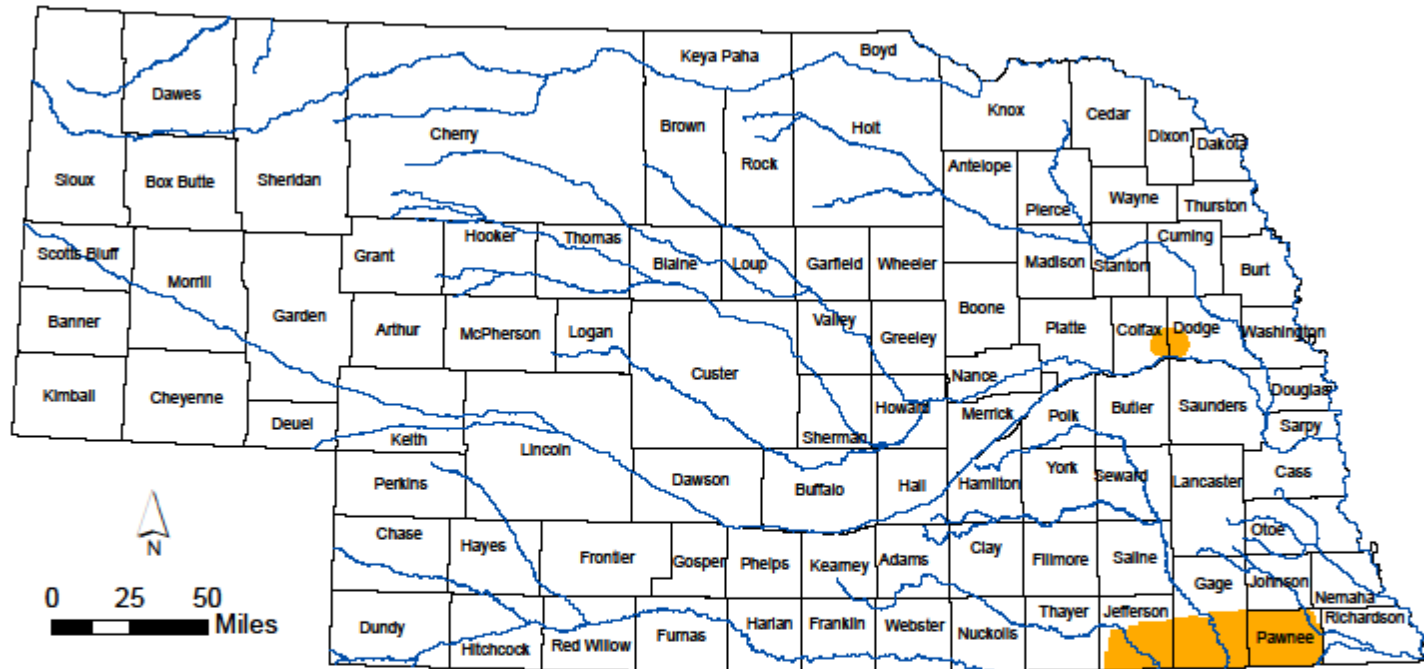 Keya Paha
Boyd
Dawes
Knox
Cedar
Dixon
Dakota
Cherry
Brown
Holt
Rock
Sioux
Box Butte
Sheridan
Antelope
Pierce
Wayne
Thurston
Scotts Bluff
Grant
Hooker
Thomas
Blaine
Loup
Garfield
Wheeler
Madison
Stanton
Cuming
Burt
Morrill
Garden
Banner
Arthur
McPherson
Logan
Valley
Greeley
Boone
Platte
Colfax
Dodge
Washington
Custer
Kimball
Cheyenne
Deuel
Keith
Lincoln
Sherman
Howard
Nance
Merrick
Polk
Butler
Saunders
Douglas
Sarpy
Perkins
Dawson
Buffalo
Hall
Hamilton
York
Seward
Lancaster
Cass
Otoe
Chase
Hayes
Frontier
Gosper
Phelps
Kearney
Adams
Clay
Fillmore
Saline
Gage
Johnson
Nemaha
N
0 25 50
Miles
Dundy
Hitchcock
Red Willow
Furnas
Harlan
Franklin
Webster
Nuckolls
Thayer
Jefferson
Pawnee
Richardson